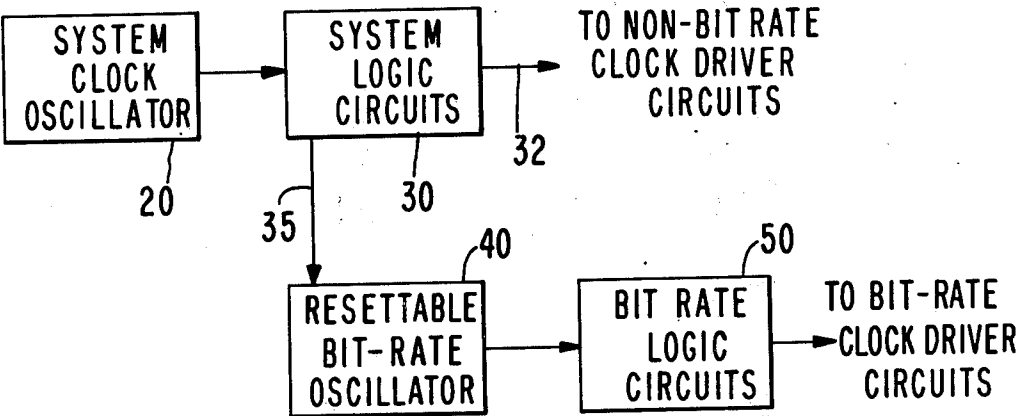 SYSTEM
CLOCK
OSCILLATOR
20
SYSTEM
LOGIC
CIRCUITS
30
32
TO NON-BIT RATE
CLOCK DRIVER
CIRCUITS
35
40
RESETTABLE
BIT-RATE
OSCILLATOR
50
BIT RATE
LOGIC
CIRCUITS
TO BIT-RATE
CLOCK DRIVER
CIRCUITS